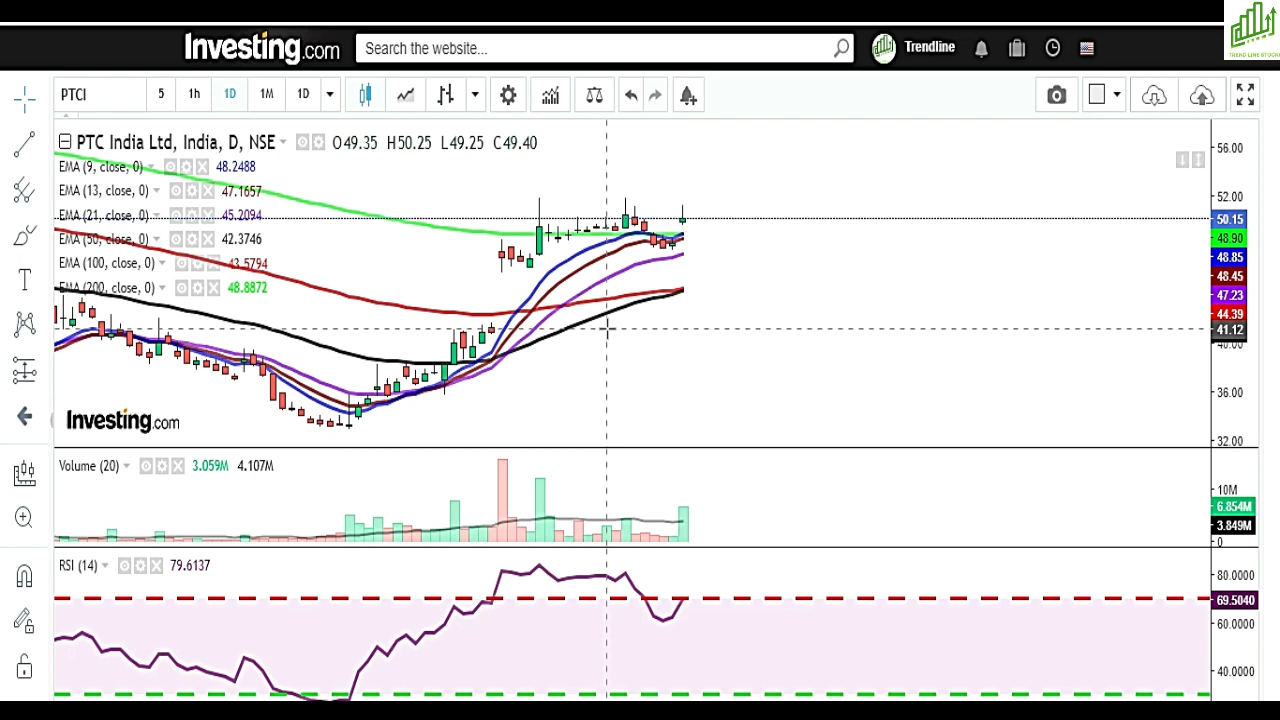 TREND LINE STOCKS
Investing.com
Search the website...
Trendline
PTCI
5
1h
1D
1M
1D
PTC India Ltd, India, D, NSE
O49.35 H50.25 L49.25 C49.40
EMA (9, close, 0) 48.2488
EMA (13, close, 0) 47.1657
EMA (21, close, 0) 45.2094
EMA (50, close, 0) 42.3746
EMA (100, close, 0) 43.5794
EMA (200, close, 0) 48.8872
56.00
52.00
50.15
48.90
48.85
48.45
47.23
44.39
41.12
40.00
36.00
32.00
Investing.com
Volume (20) 3.059M 4.107M
10M
6.854M
3.849M
0
RSI (14) 79.6137
80.0000
69.5040
60.0000
40.0000
T